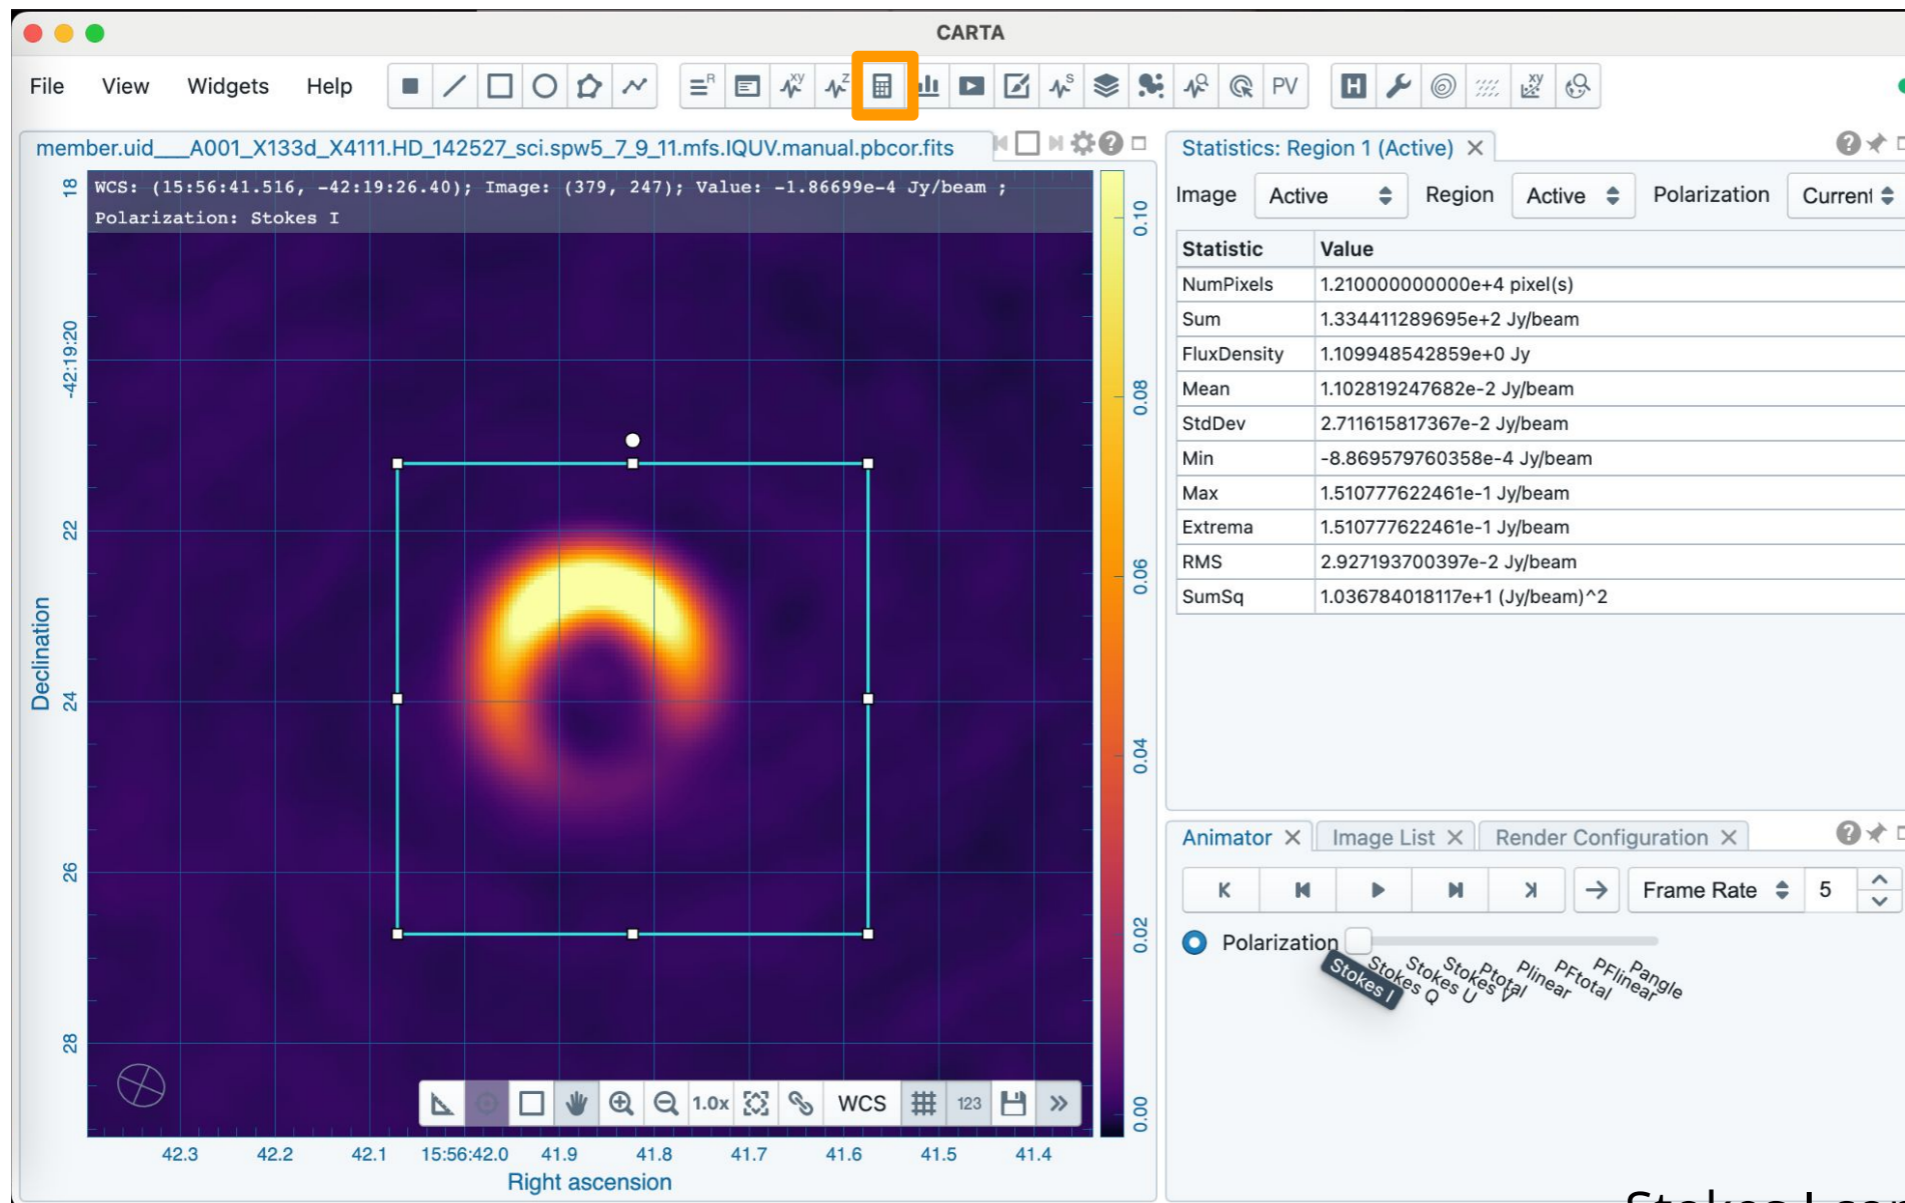 CARTA
File View Widgets Help
PV
member.uid___A001_X133d_X4111.HD_142527_sci.spw5_7_9_11.mfs.IQUV.manual.pbcor.fits
WCS: (15:56:41.516, -42:19:26.40); Image: (379, 247); Value: -1.86699e-4 Jy/beam ;
Polarization: Stokes I
18
-42:19:20
22
24
26
28
Declination
42.3 42.2 42.1 15:56:42.0 41.9 41.8 41.7 41.6 41.5 41.4
Right ascension
0.10
0.08
0.06
0.04
0.02
0.00
1.0x WCS 123
Statistics: Region 1 (Active)
Image Active Region Active Polarization Current
Statistic Value
NumPixels 1.210000000000e+4 pixel(s)
Sum 1.334411289695e+2 Jy/beam
FluxDensity 1.109948542859e+0 Jy
Mean 1.102819247682e-2 Jy/beam
StdDev 2.711615817367e-2 Jy/beam
Min -8.869579760358e-4 Jy/beam
Max 1.510777622461e-1 Jy/beam
Extrema 1.510777622461e-1 Jy/beam
RMS 2.927193700397e-2 Jy/beam
SumSq 1.036784018117e+1 (Jy/beam)^2
Animator Image List Render Configuration
Frame Rate 5
Polarization
Stokes I Stokes Q Stokes U Stokes V Ptotal Plinear PFtotal PFlinear Pangle
Stokes I